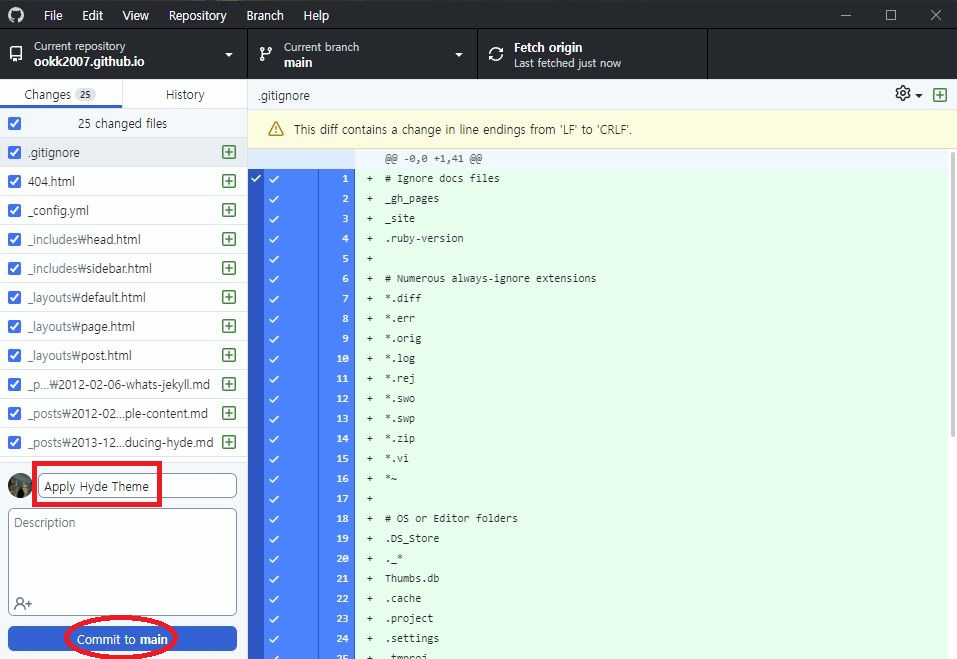 File Edit View Repository Branch Help
Current repository
ookk2007.github.io
Current branch
main
Fetch origin
Last fetched just now
Changes 25
History
25 changed files
.gitignore
404.html
_config.yml
_includes₩head.html
_includes₩sidebar.html
_layouts₩default.html
_layouts₩page.html
_layouts₩post.html
_p...₩2012-02-06-whats-jekyll.md
_posts₩2012-02...ple-content.md
_posts₩2013-12...ducing-hyde.md
Apply Hyde Theme
Description
Commit to main
.gitignore
This diff contains a change in line endings from 'LF' to 'CRLF'.
@@ -0,0 +1,41 @@
1 + # Ignore docs files
2 + _gh_pages
3 + _site
4 + .ruby-version
5 +
6 + # Numerous always-ignore extensions
7 + *.diff
8 + *.err
9 + *.orig
10 + *.log
11 + *.rej
12 + *.swo
13 + *.swp
14 + *.zip
15 + *.vi
16 + *~
17 +
18 + # OS or Editor folders
19 + .DS_Store
20 + ._*
21 + Thumbs.db
22 + .cache
23 + .project
24 + .settings
25 + .tmproj